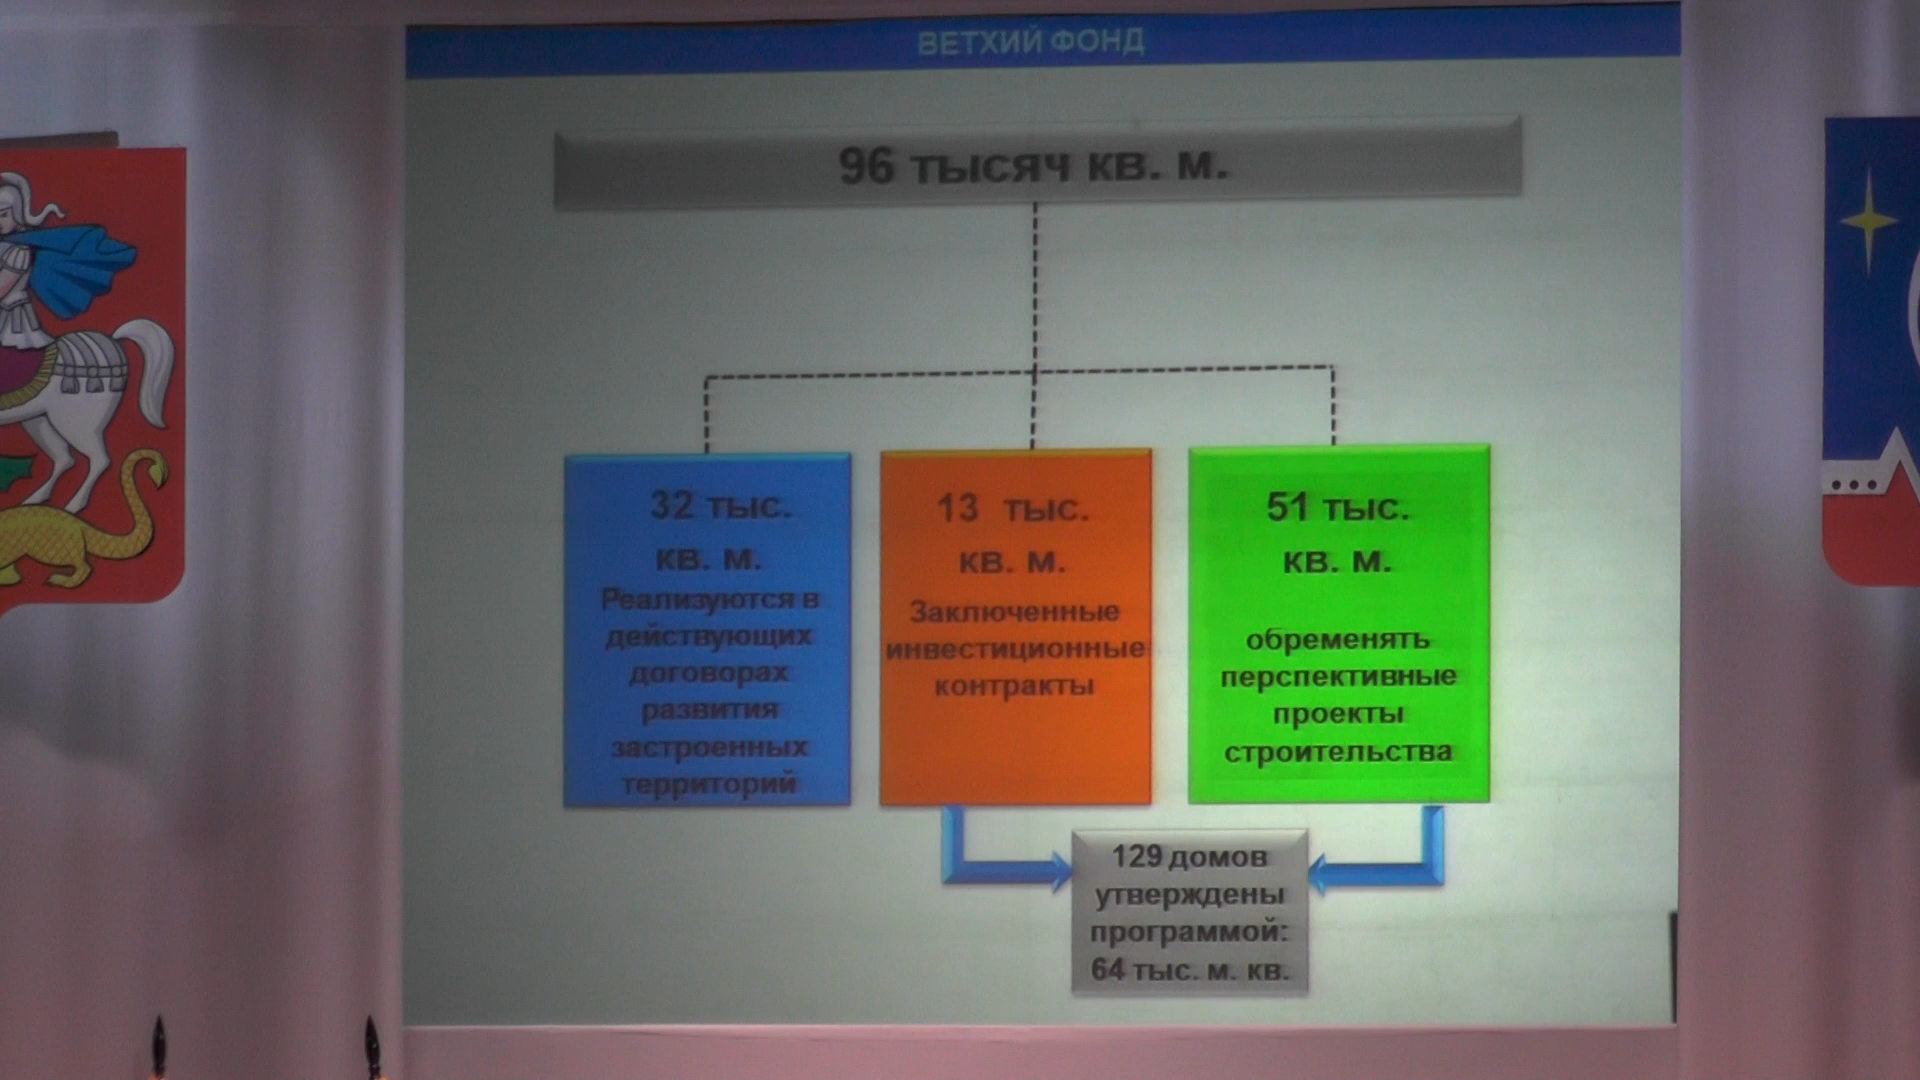 ВЕТХИЙ ФОНД
96 тысяч кв. м.
32 тыс.
кв. м.
Реализуются в
действующих
договорах
развития
застроенных
территорий
13 тыс.
кв. м.
Заключенные
инвестиционные
контракты
51 тыс.
кв. м.
обременять
перспективные
проекты
строительства
129 домов
утверждены
программой:
64 тыс. м. кв.